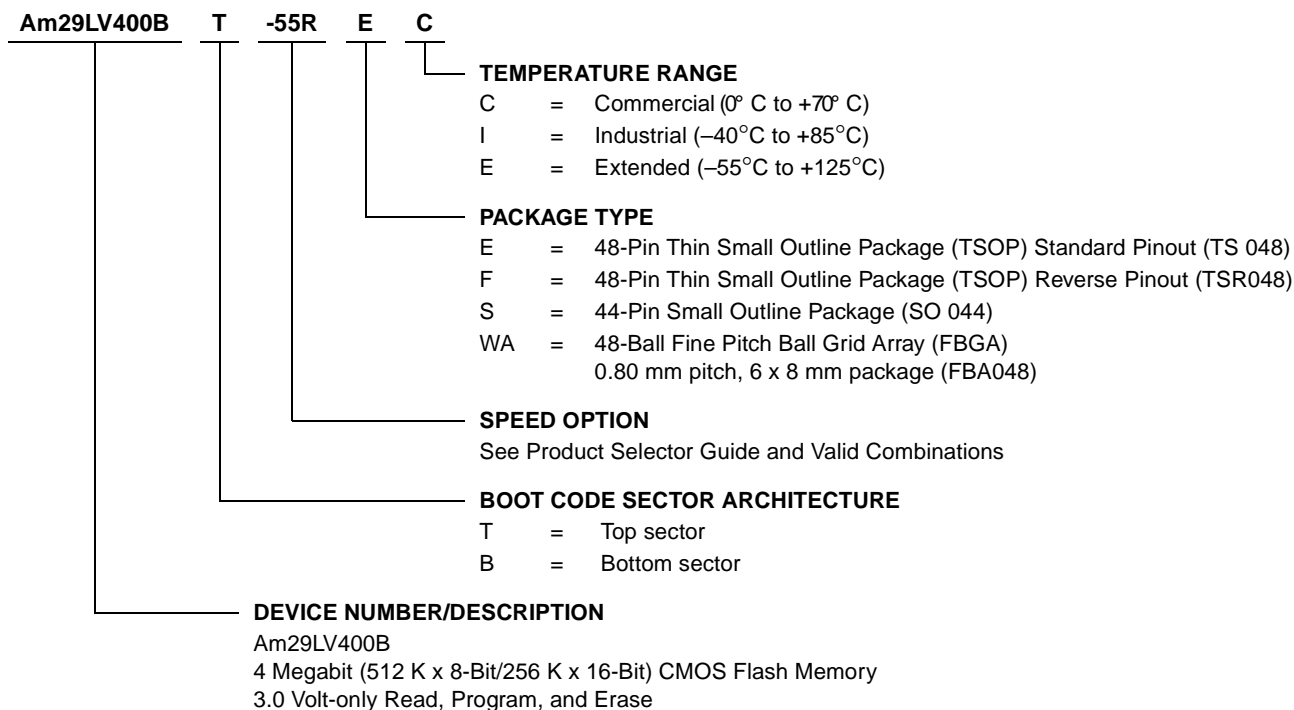 Am29LV400B T -55R E C
TEMPERATURE RANGE
C = Commercial (0° C to +70° C)
I = Industrial (–40°C to +85°C)
E = Extended (–55°C to +125°C)
PACKAGE TYPE
E = 48-Pin Thin Small Outline Package (TSOP) Standard Pinout (TS 048)
F = 48-Pin Thin Small Outline Package (TSOP) Reverse Pinout (TSR048)
S = 44-Pin Small Outline Package (SO 044)
WA = 48-Ball Fine Pitch Ball Grid Array (FBGA)
0.80 mm pitch, 6 x 8 mm package (FBA048)
SPEED OPTION
See Product Selector Guide and Valid Combinations
BOOT CODE SECTOR ARCHITECTURE
T = Top sector
B = Bottom sector
DEVICE NUMBER/DESCRIPTION
Am29LV400B
4 Megabit (512 K x 8-Bit/256 K x 16-Bit) CMOS Flash Memory
3.0 Volt-only Read, Program, and Erase